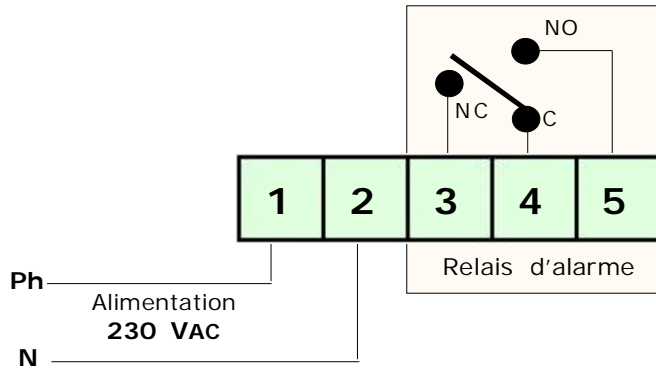 NO
NC
C
1 2 3 4 5
Relais d'alarme
Ph
Alimentation
230 VAC
N